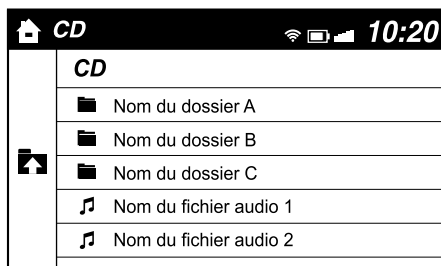 CD
10:20
CD
Nom du dossier A
Nom du dossier B
Nom du dossier C
Nom du fichier audio 1
Nom du fichier audio 2